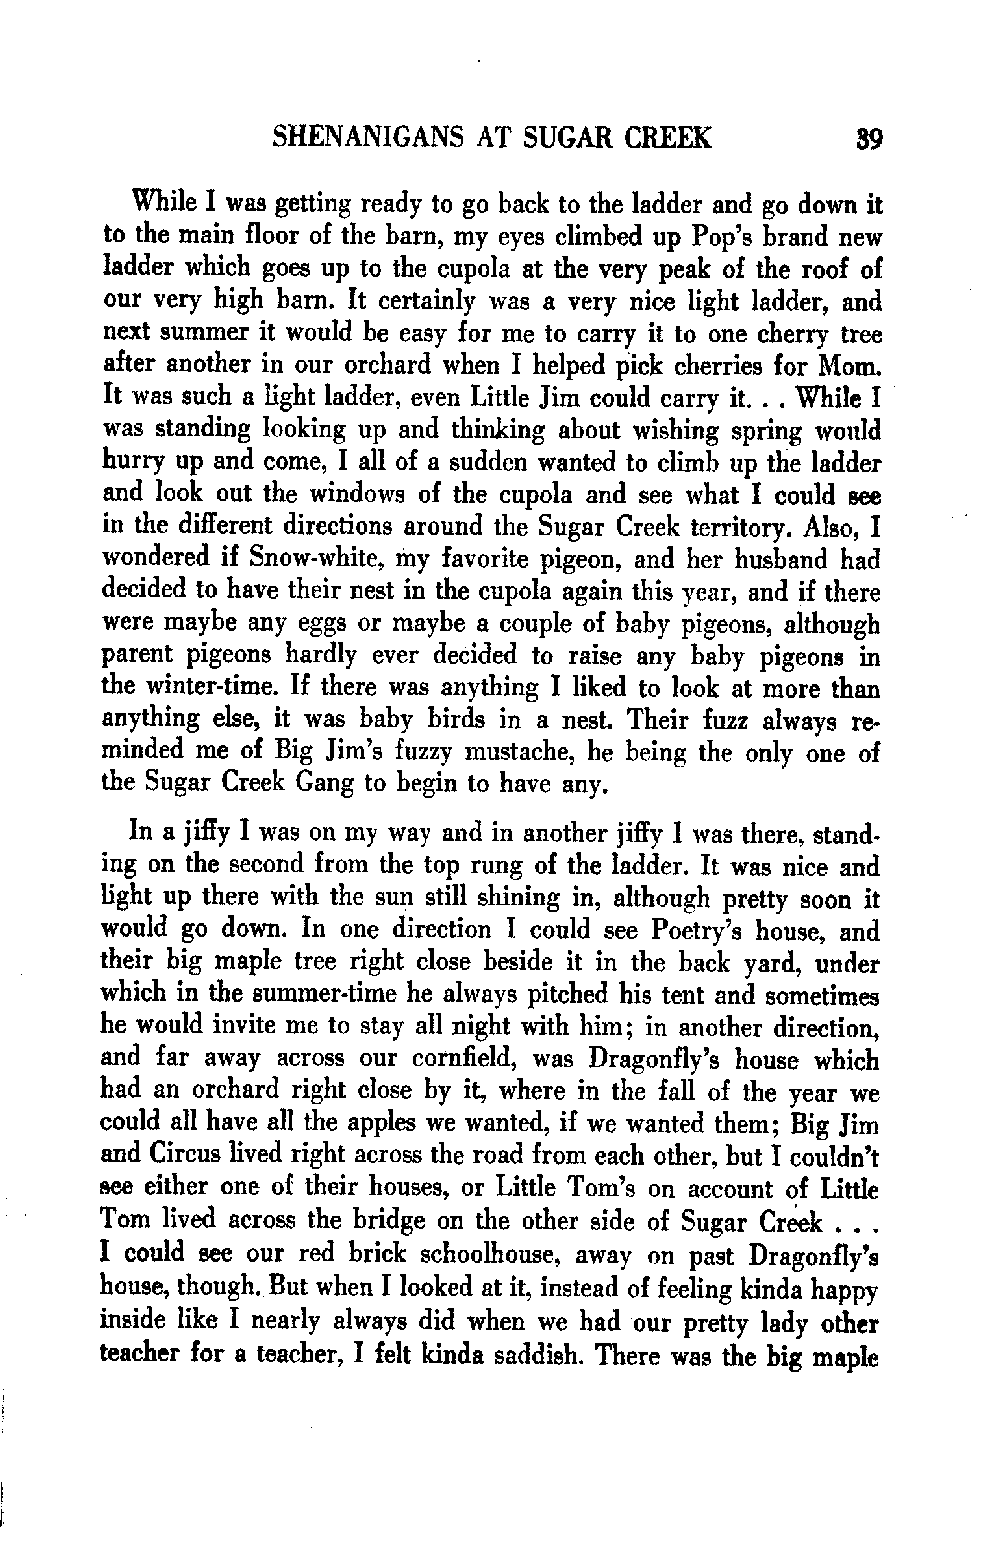 SHENANIGANS AT SUGAR CREEK 39
While I was getting ready to go back to the ladder and go down it
to the main floor of the barn, my eyes climbed up Pop's brand new
ladder which goes up to the cupola at the very peak of the roof of
our very high barn. It certainly was a very nice light ladder, and
next summer it would be easy for me to carry it to one cherry tree
after another in our orchard when I helped pick cherries for Mom.
It was such a light ladder, even Little Jim could carry it. . . While I
was standing looking up and thinking about wishing spring would
hurry up and come, I all of a sudden wanted to climb up the ladder
and look out the windows of the cupola and see what I could see
in the different directions around the Sugar Creek territory. Also, I
wondered if Snow-white, my favorite pigeon, and her husband had
decided to have their nest in the cupola again this year, and if there
were maybe any eggs or maybe a couple of baby pigeons, although
parent pigeons hardly ever decided to raise any baby pigeons in
the winter-time. If there was anything I liked to look at more than
anything else, it was baby birds in a nest. Their fuzz always re-
minded me of Big Jim's fuzzy mustache, he being the only one of
the Sugar Creek Gang to begin to have any.
In a jiffy I was on my way and in another jiffy I was there, stand-
ing on the second from the top rung of the ladder. It was nice and
light up there with the sun still shining in, although pretty soon it
would go down. In one direction I could see Poetry's house, and
their big maple tree right close beside it in the back yard, under
which in the summer-time he always pitched his tent and sometimes
he would invite me to stay all night with him; in another direction,
and far away across our cornfield, was Dragonfly's house which
had an orchard right close by it, where in the fall of the year we
could all have all the apples we wanted, if we wanted them; Big Jim
and Circus lived right across the road from each other, but I couldn't
see either one of their houses, or Little Tom's on account of Little
Tom lived across the bridge on the other side of Sugar Creek . . .
I could see our red brick schoolhouse, away on past Dragonfly's
house, though. But when I looked at it, instead of feeling kinda happy
inside like I nearly always did when we had our pretty lady other
teacher for a teacher, I felt kinda saddish. There was the big maple